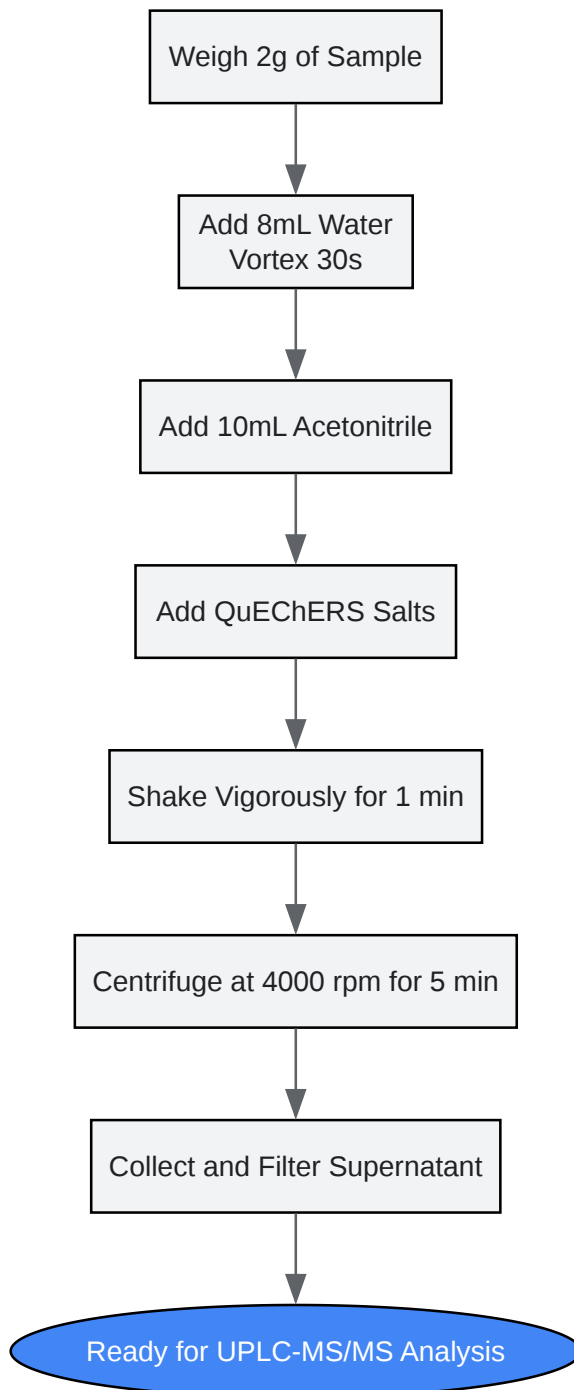 Weigh 2g of Sample
Add 8mL Water
Vortex 30s
Add 10mL Acetonitrile
Add QuEChERS Salts
Shake Vigorously for 1 min
Centrifuge at 4000 rpm for 5 min
Collect and Filter Supernatant
Ready for UPLC-MS/MS Analysis